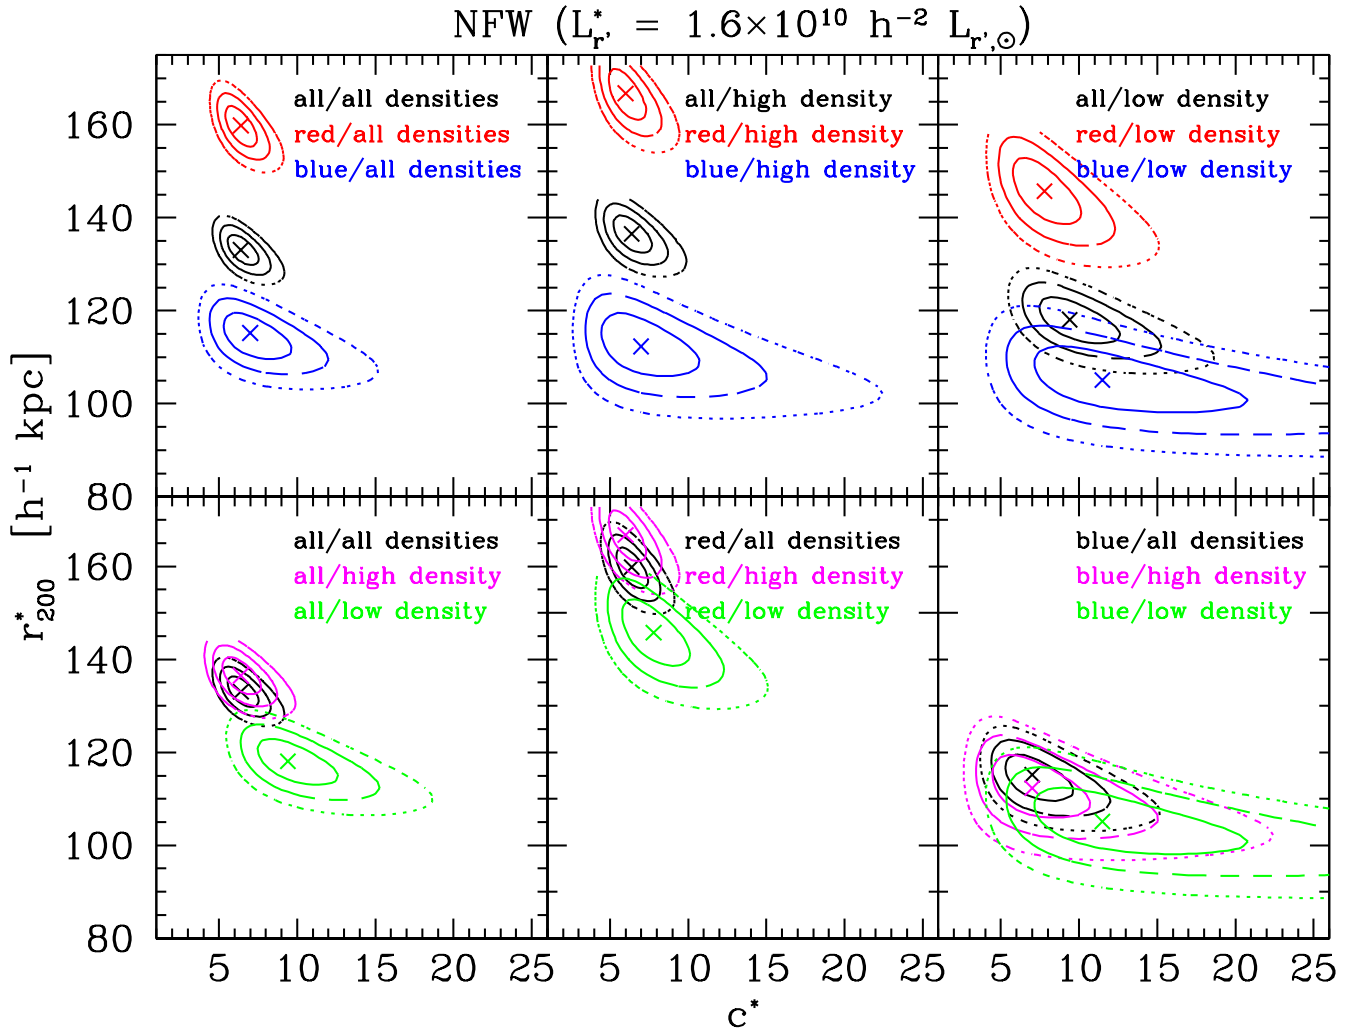 NFW (L*r' = 1.6×10¹⁰ h⁻² Lr',⊙)
all/all densities
red/all densities
blue/all densities
all/high density
red/high density
blue/high density
all/low density
red/low density
blue/low density
160
140
120
100
80
r*200 [h⁻¹ kpc]
all/all densities
all/high density
all/low density
red/all densities
red/high density
red/low density
blue/all densities
blue/high density
blue/low density
160
140
120
100
80
5 10 15 20 25 5 10 15 20 25 5 10 15 20 25
c*